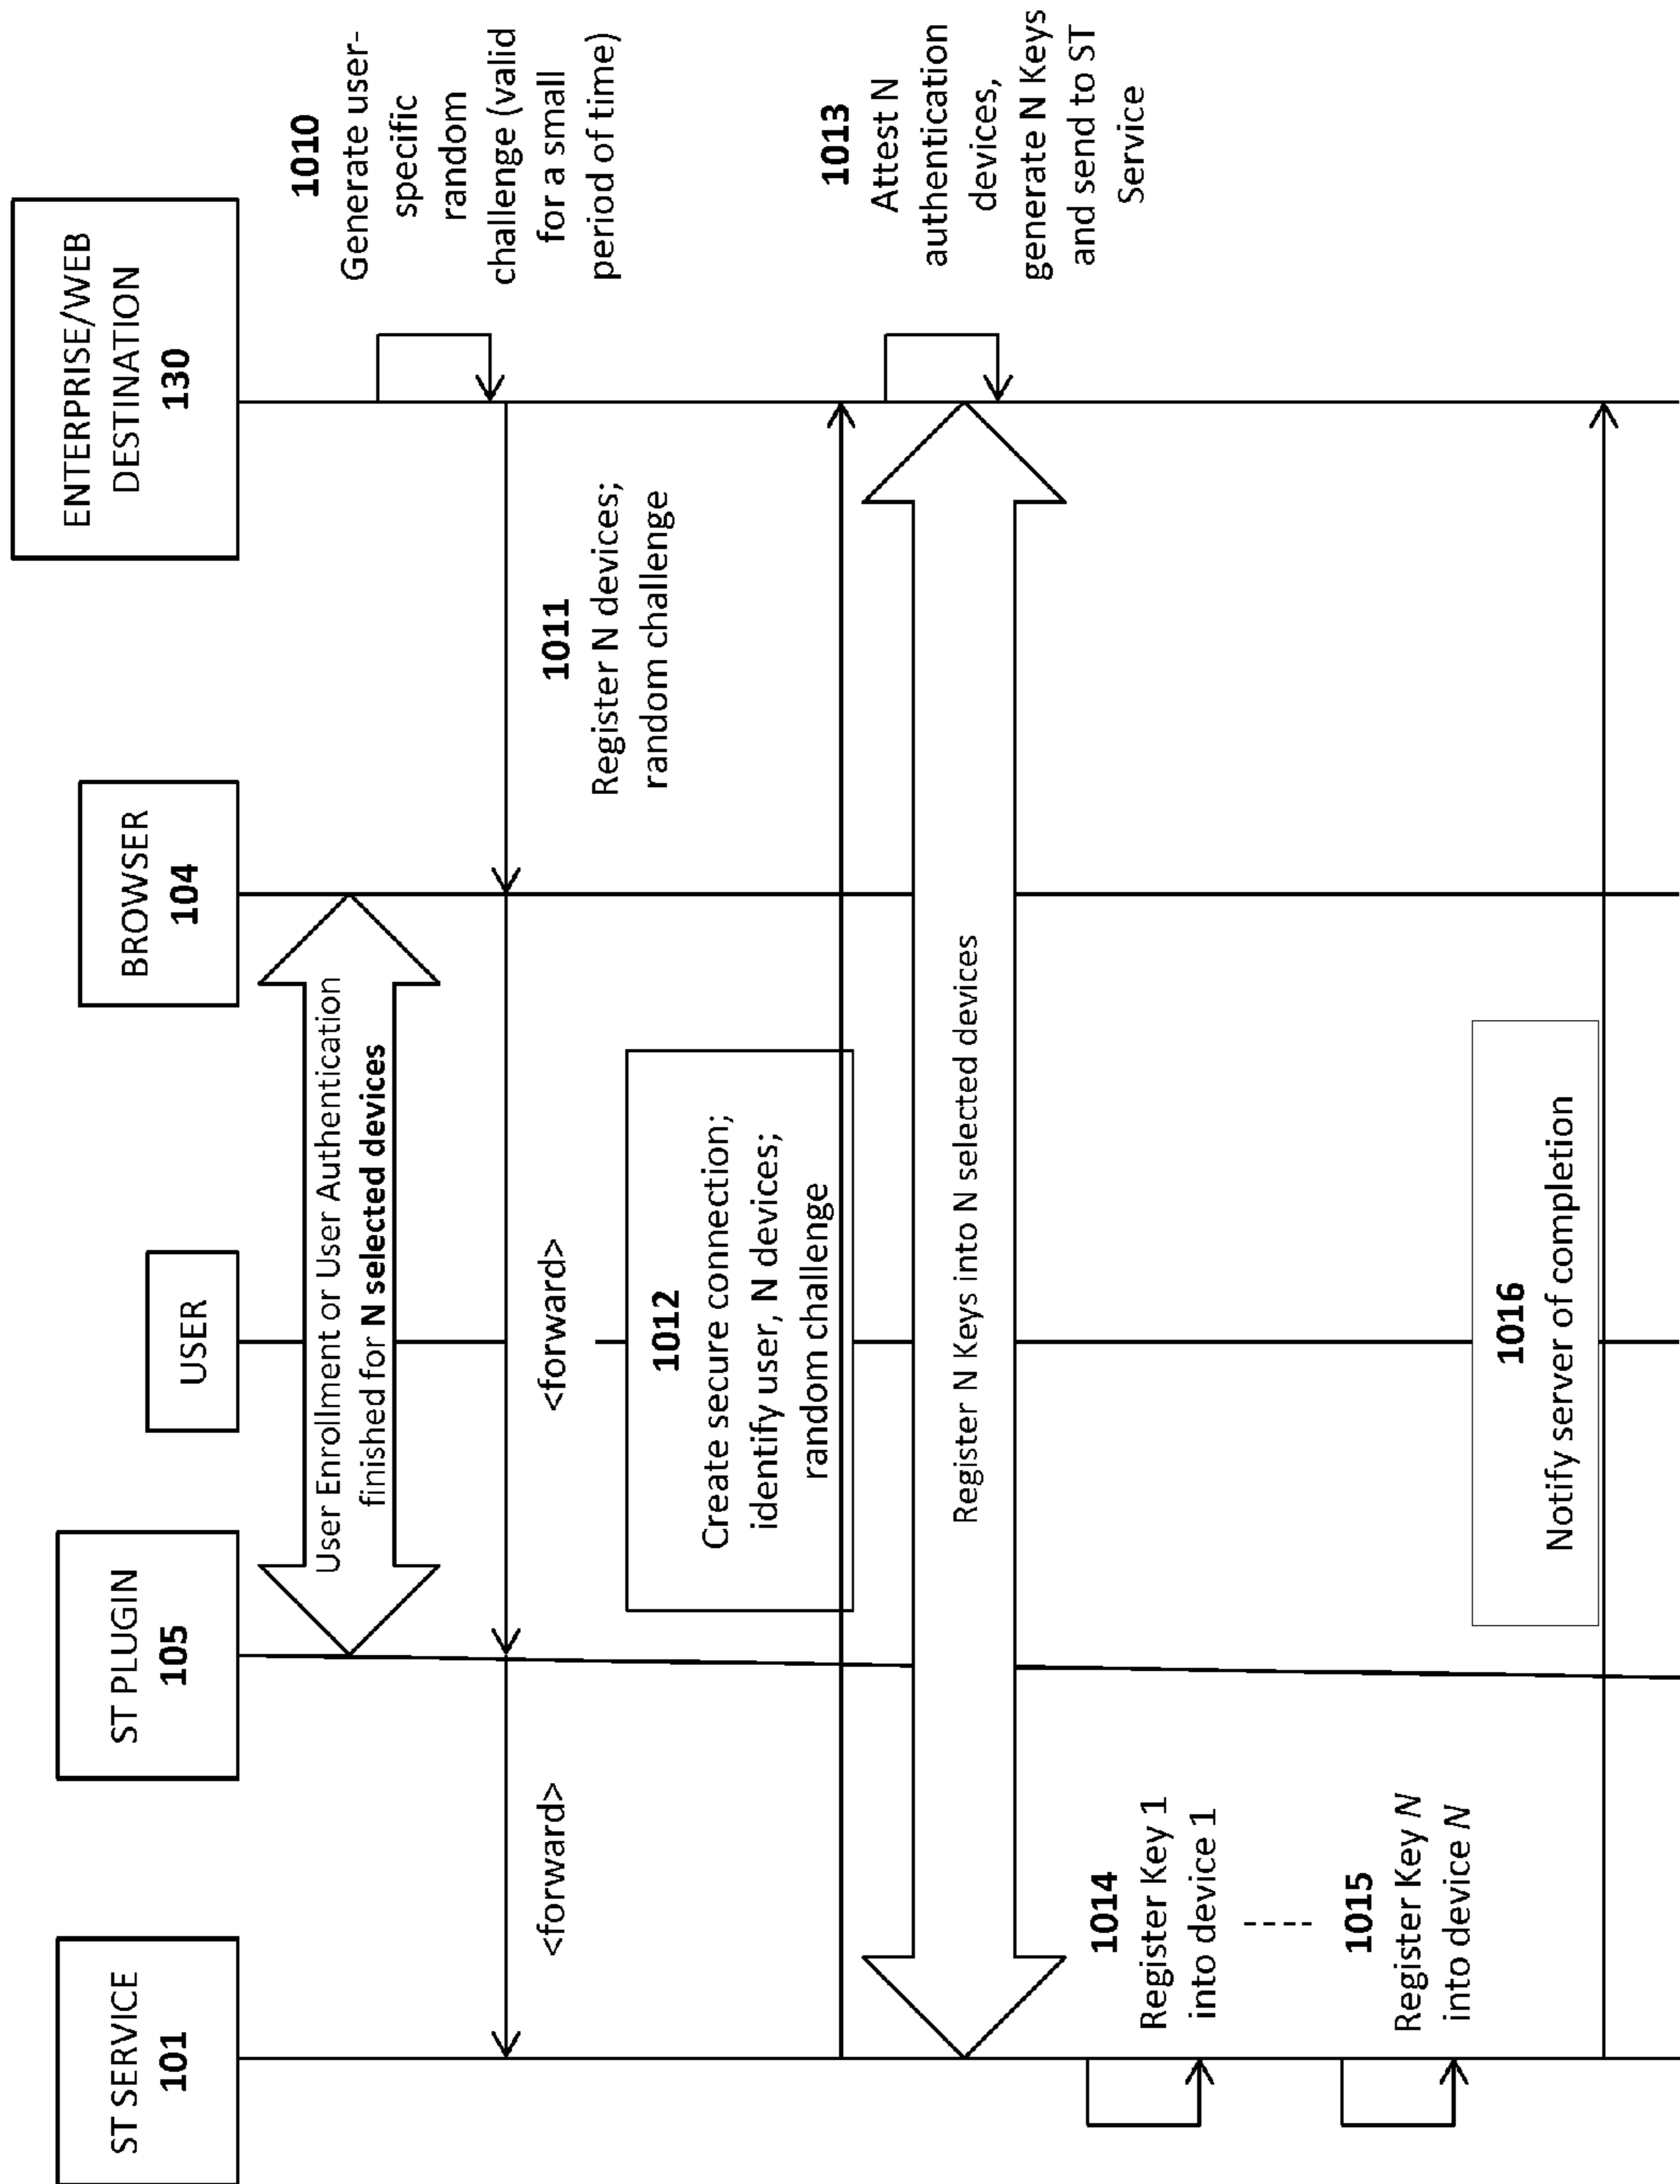 ST SERVICE
101
ST PLUGIN
105
USER
BROWSER
104
ENTERPRISE/WEB
DESTINATION
130
User Enrollment or User Authentication
finished for N selected devices
1010
Generate user-
specific
random
challenge (valid
for a small
period of time)
1011
Register N devices;
random challenge
<forward>
<forward>
1012
Create secure connection;
identify user, N devices;
random challenge
1013
Attest N
authentication
devices,
generate N Keys
and send to ST
Service
Register N Keys into N selected devices
1014
Register Key 1
into device 1
----
1015
Register Key N
into device N
1016
Notify server of completion